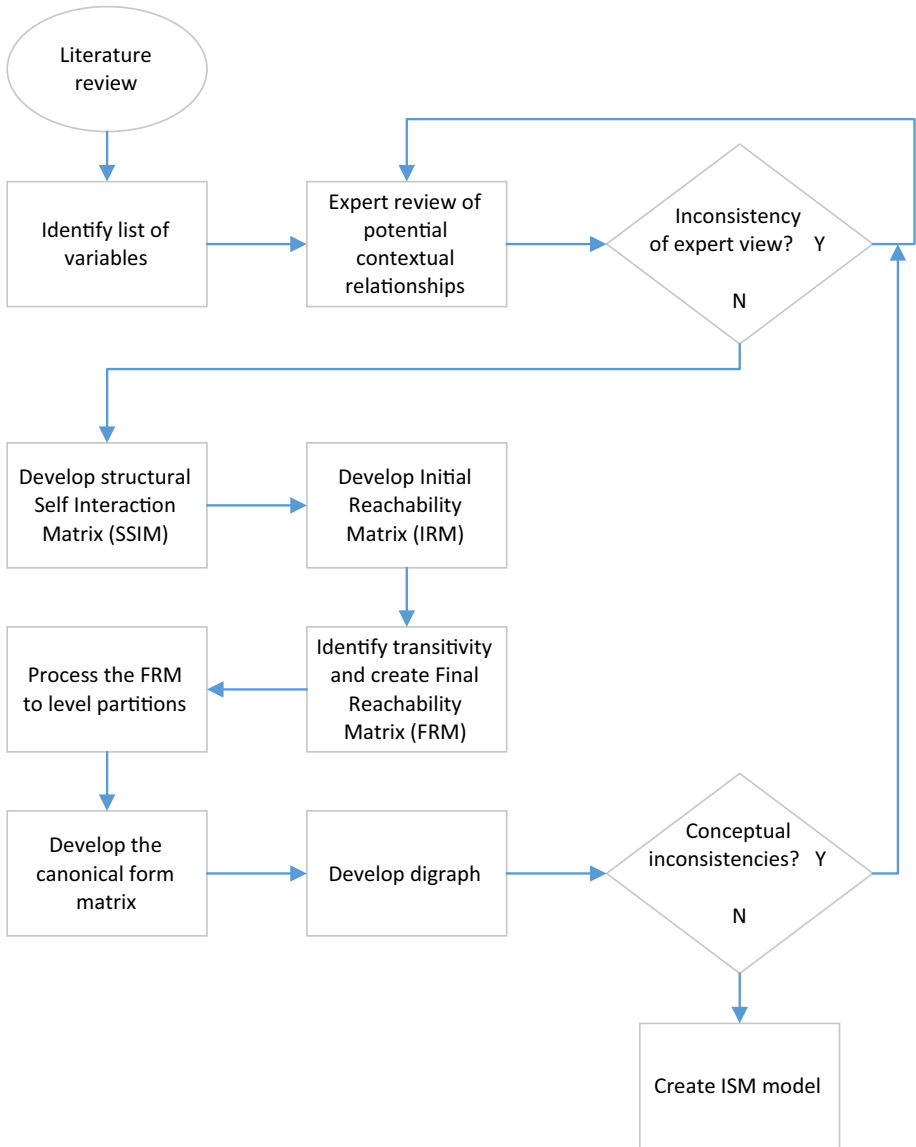 Literature
review
Identify list of
variables
Expert review of
potential
contextual
relationships
Inconsistency
of expert view? Y
N
Develop structural
Self Interaction
Matrix (SSIM)
Develop Initial
Reachability
Matrix (IRM)
Identify transitivity
and create Final
Reachability
Matrix (FRM)
Process the FRM
to level partitions
Develop the
canonical form
matrix
Develop digraph
Conceptual
inconsistencies? Y
N
Create ISM model